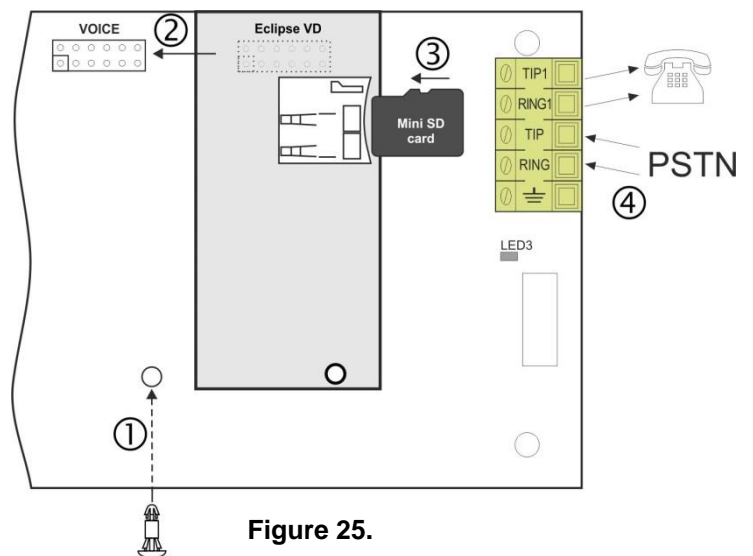 VOICE
②
Eclipse VD
③
Mini SD
card
TIP1
RING1
TIP
RING
PSTN
④
LED3
①
Figure 25.